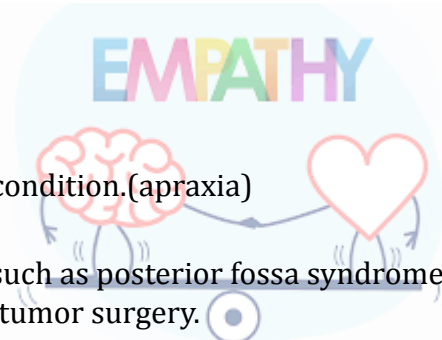 EMPATHY
condition.(apraxia)
such as posterior fossa syndrome
tumor surgery.